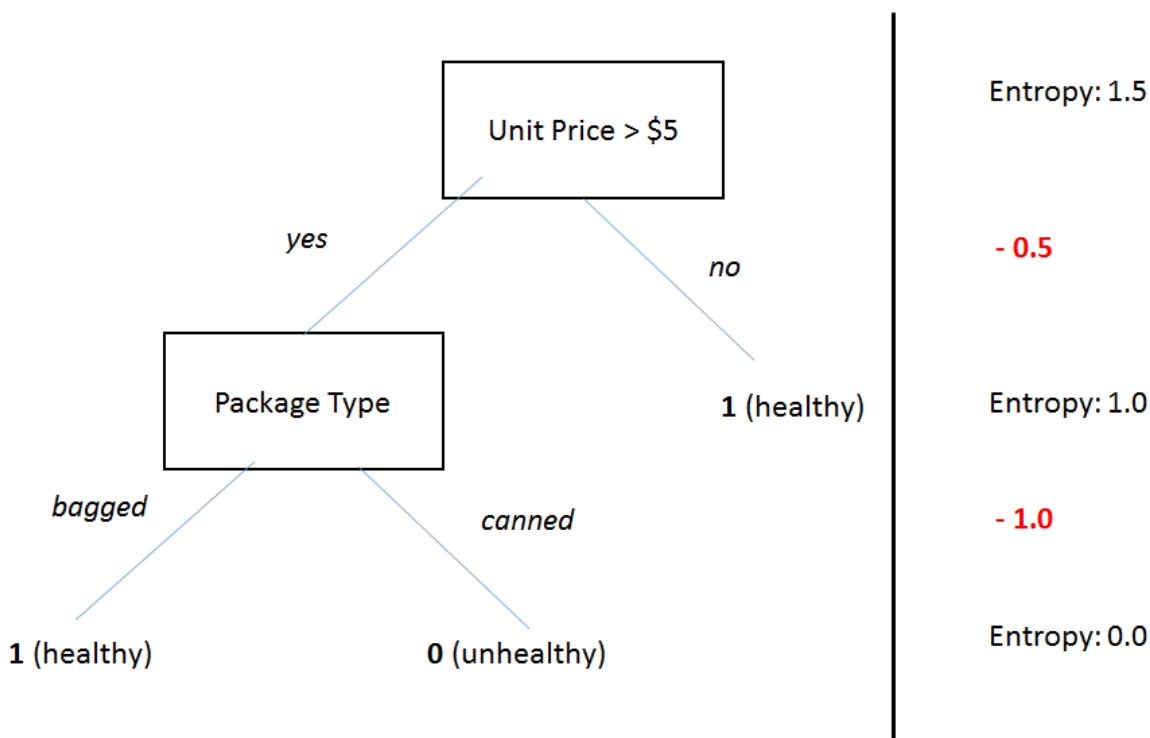 Unit Price > $5
Entropy: 1.5
yes
no
- 0.5
Package Type
1 (healthy)
Entropy: 1.0
bagged
canned
- 1.0
1 (healthy)
0 (unhealthy)
Entropy: 0.0